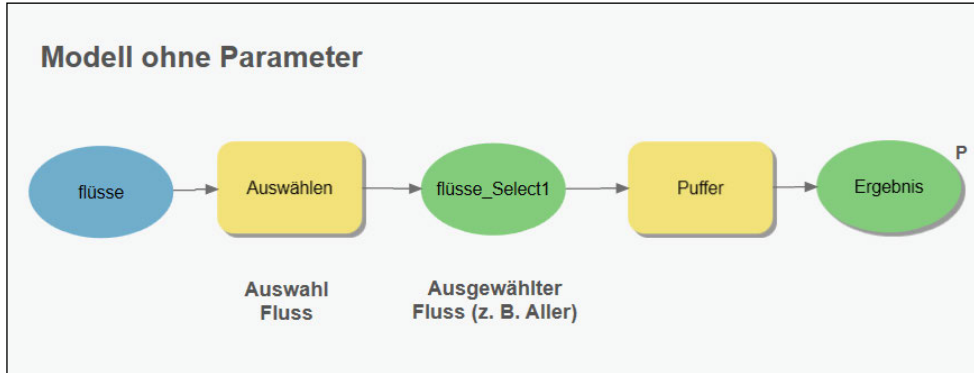 Modell ohne Parameter
P
flüsse
Auswählen
flüsse_Select1
Puffer
Ergebnis
Auswahl
Fluss
Ausgewählter
Fluss (z. B. Aller)